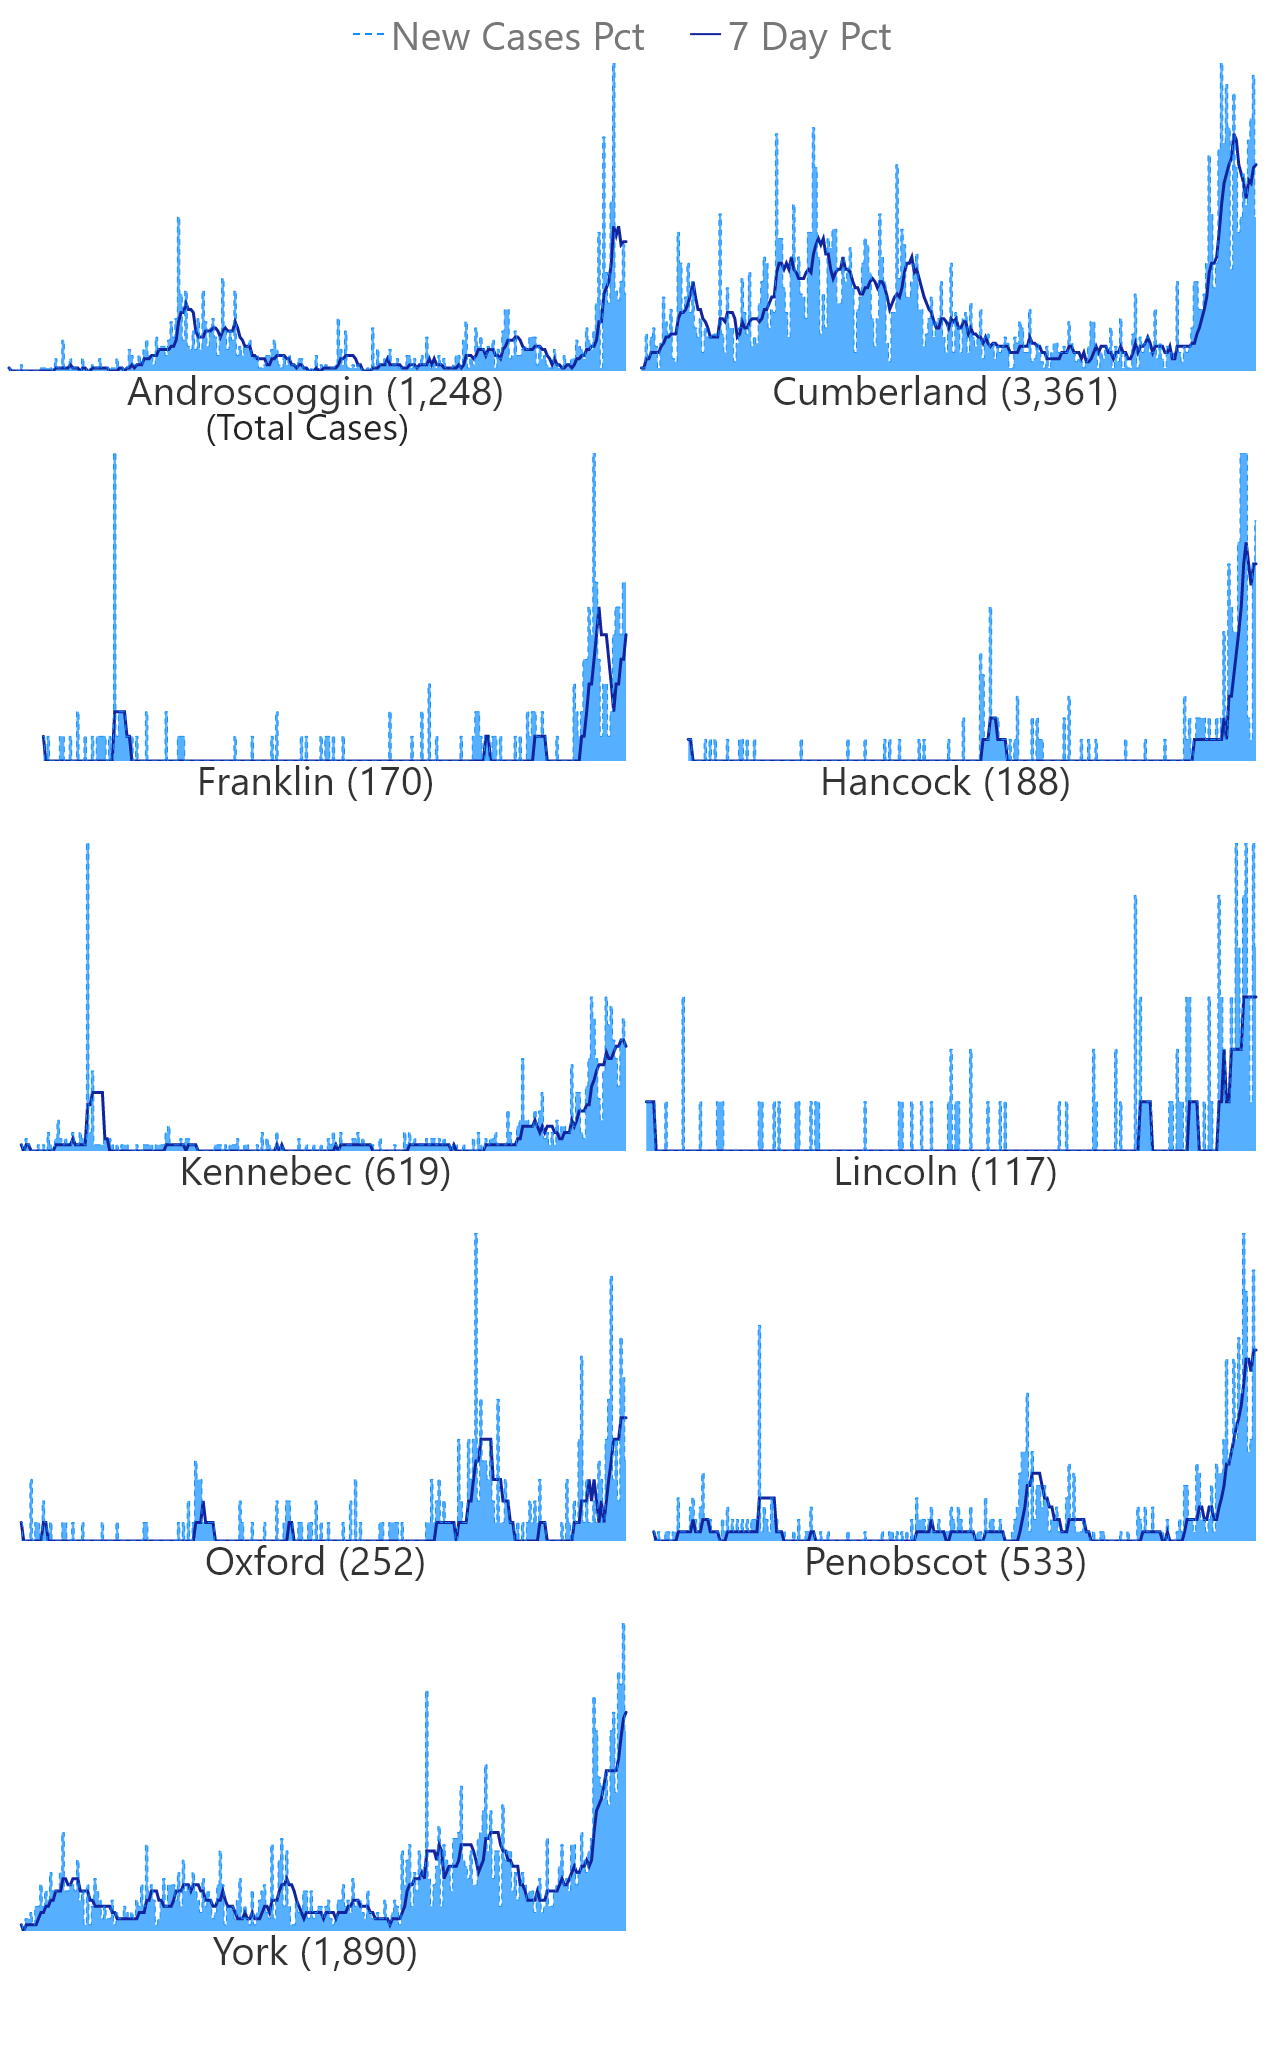 New Cases Pct 7 Day Pct
Androscoggin (1,248)
(Total Cases)
Cumberland (3,361)
Franklin (170)
Hancock (188)
Kennebec (619)
Lincoln (117)
Oxford (252)
Penobscot (533)
York (1,890)